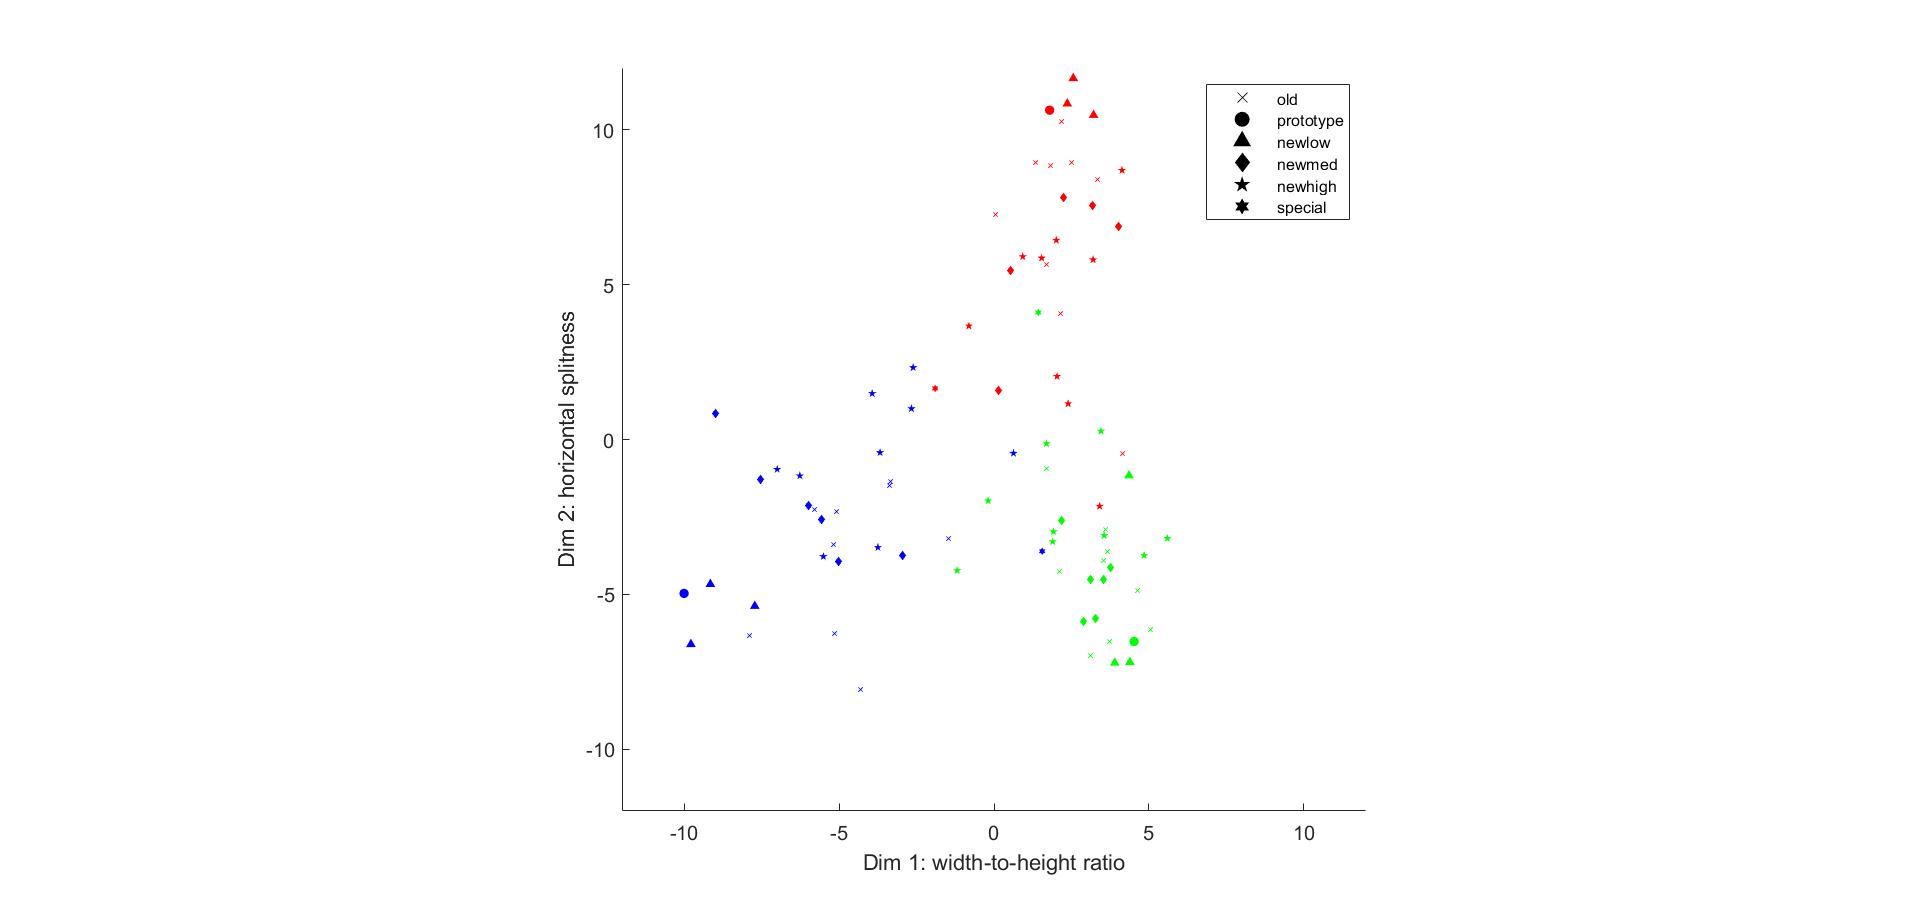 old
prototype
newlow
newmed
newhigh
special
10
5
0
-5
-10
Dim 2: horizontal splitness
-10
-5
0
5
10
Dim 1: width-to-height ratio